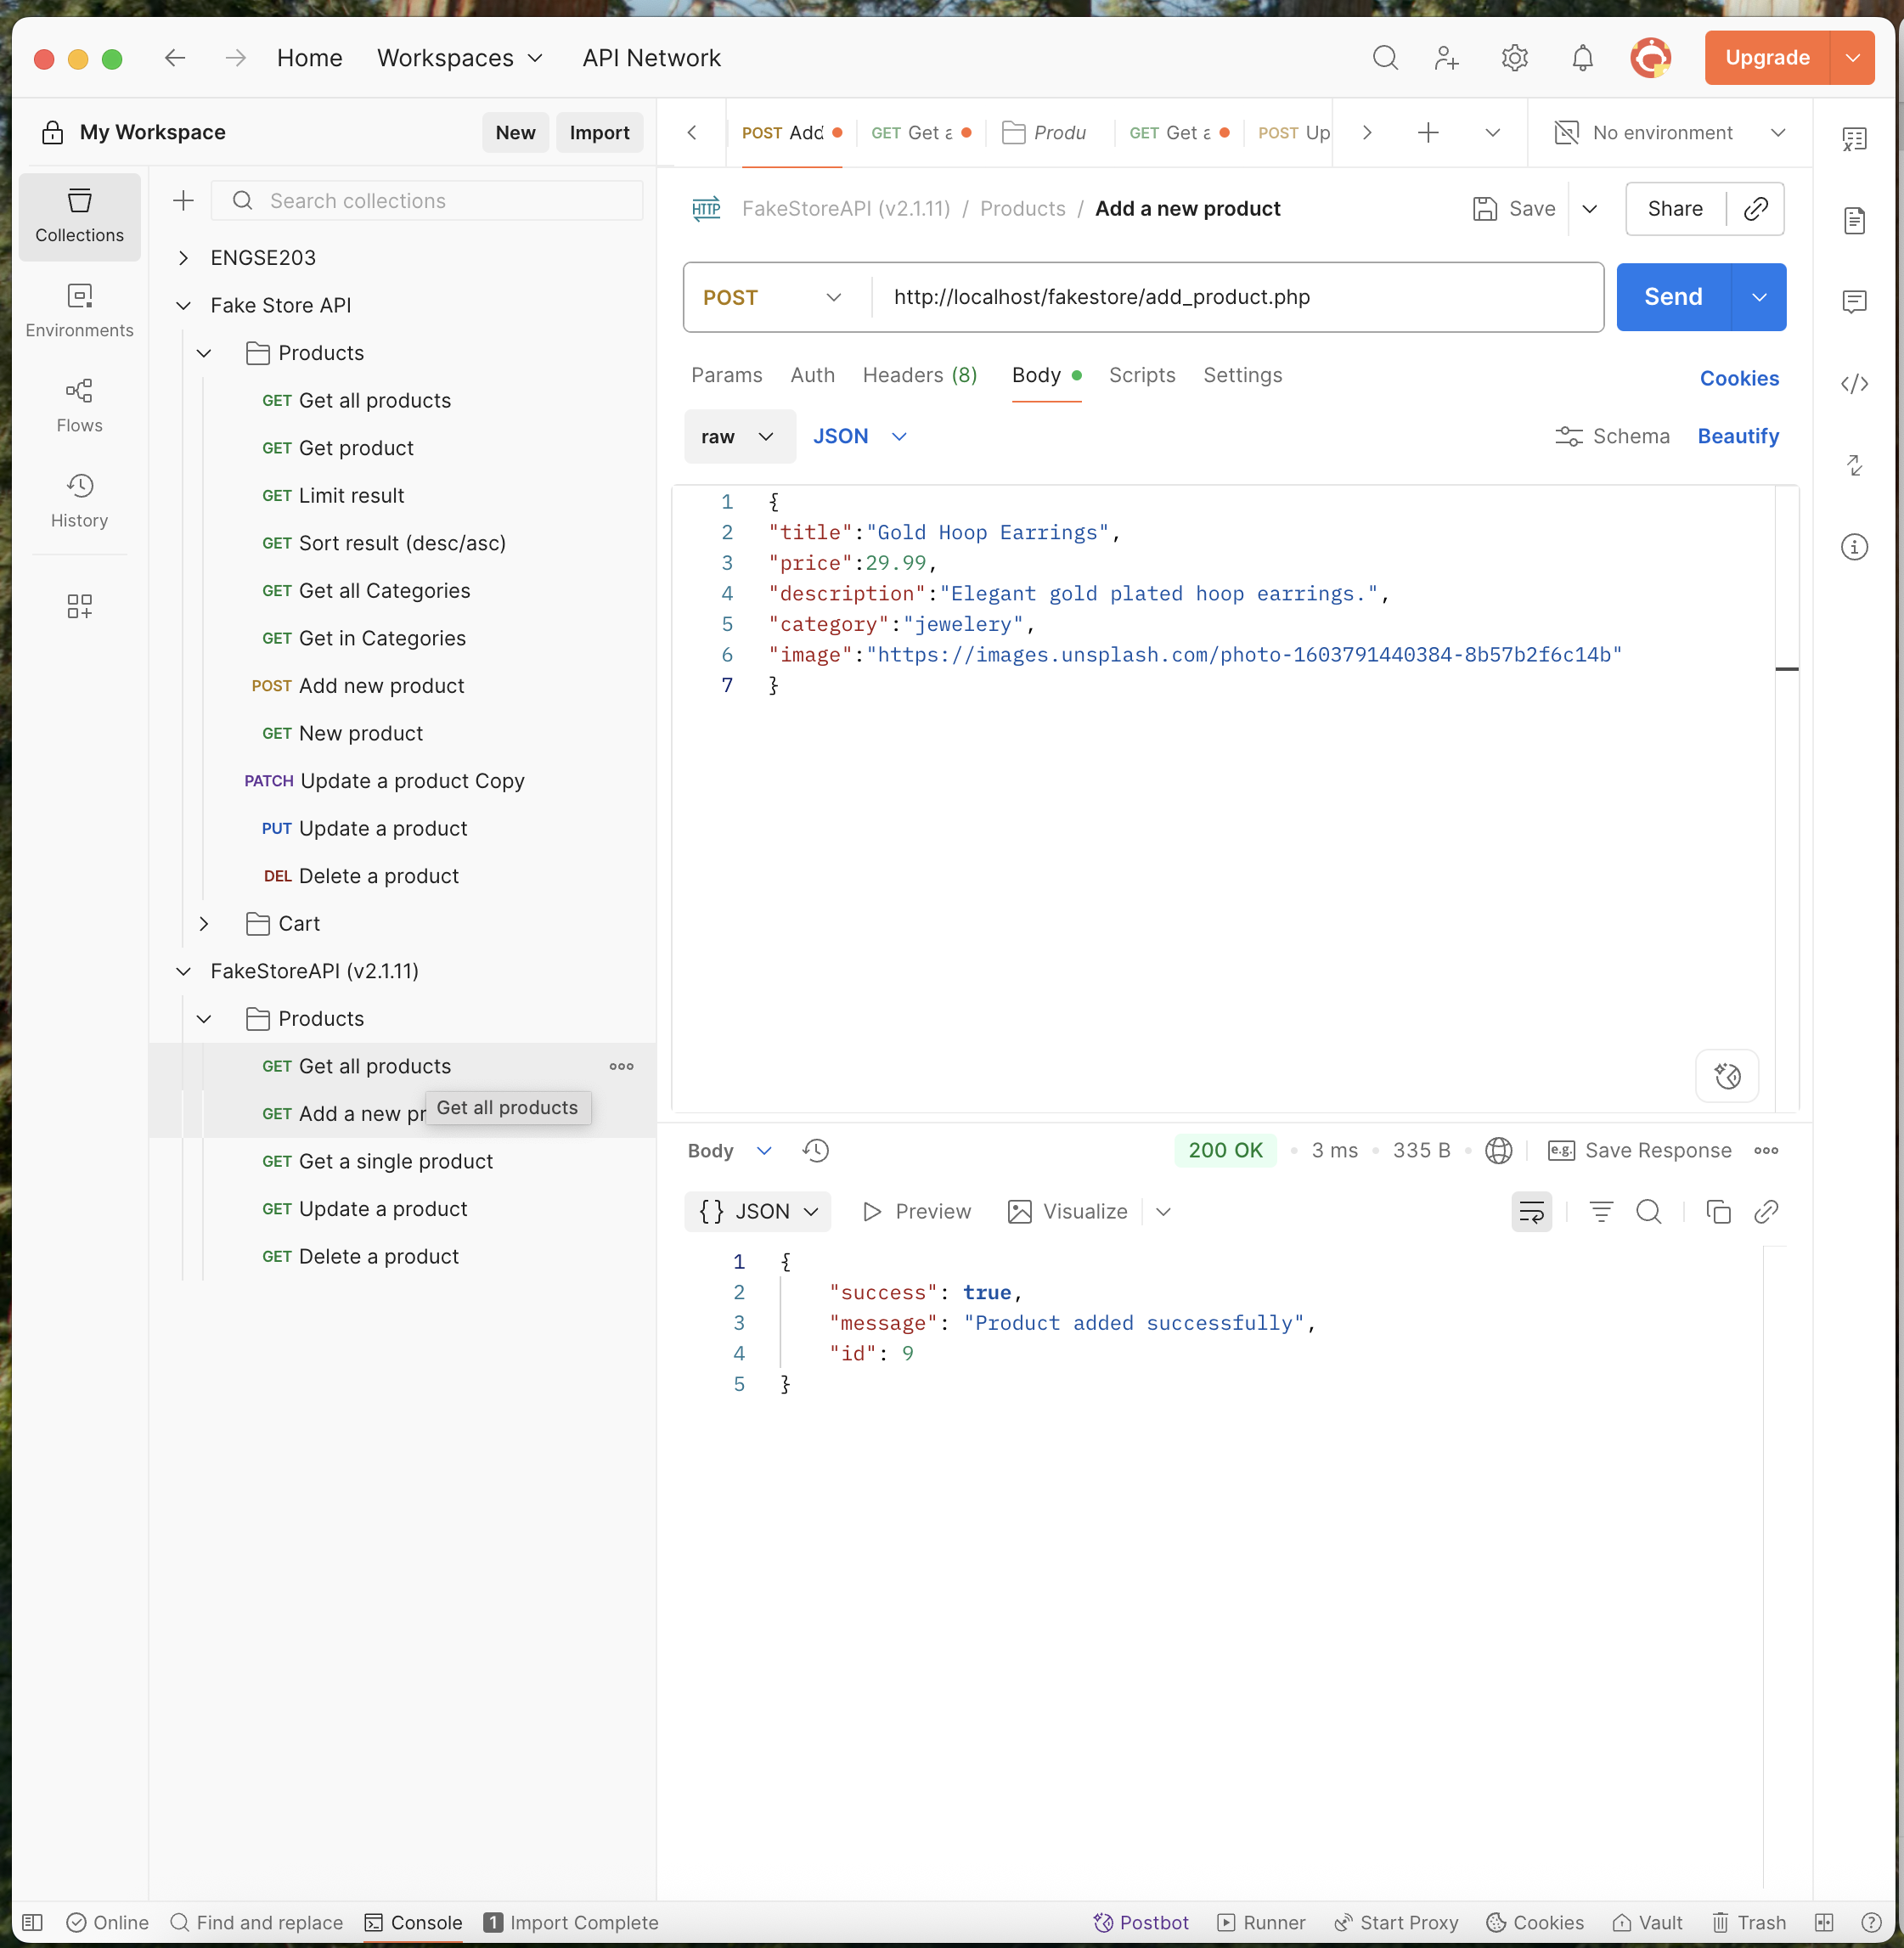 Home Workspaces API Network Upgrade
My Workspace New Import
POST Add GET Get a Produ GET Get a POST Up No environment
Collections
Environments
Flows
History
Search collections
ENGSE203
Fake Store API
Products
GET Get all products
GET Get product
GET Limit result
GET Sort result (desc/asc)
GET Get all Categories
GET Get in Categories
POST Add new product
GET New product
PATCH Update a product Copy
PUT Update a product
DEL Delete a product
Cart
FakeStoreAPI (v2.1.11)
Products
GET Get all products
GET Add a new pr
Get all products
GET Get a single product
GET Update a product
GET Delete a product
HTTP FakeStoreAPI (v2.1.11) / Products / Add a new product Save Share
POST http://localhost/fakestore/add_product.php Send
Params Auth Headers (8) Body Scripts Settings Cookies
raw JSON Schema Beautify
1 {
2 "title":"Gold Hoop Earrings",
3 "price":29.99,
4 "description":"Elegant gold plated hoop earrings.",
5 "category":"jewelery",
6 "image":"https://images.unsplash.com/photo-1603791440384-8b57b2f6c14b"
7 }
Body 200 OK • 3 ms • 335 B • e.g. Save Response
{} JSON Preview Visualize
1 {
2 "success": true,
3 "message": "Product added successfully",
4 "id": 9
5 }
Online Find and replace Console 1 Import Complete Postbot Runner Start Proxy Cookies Vault Trash